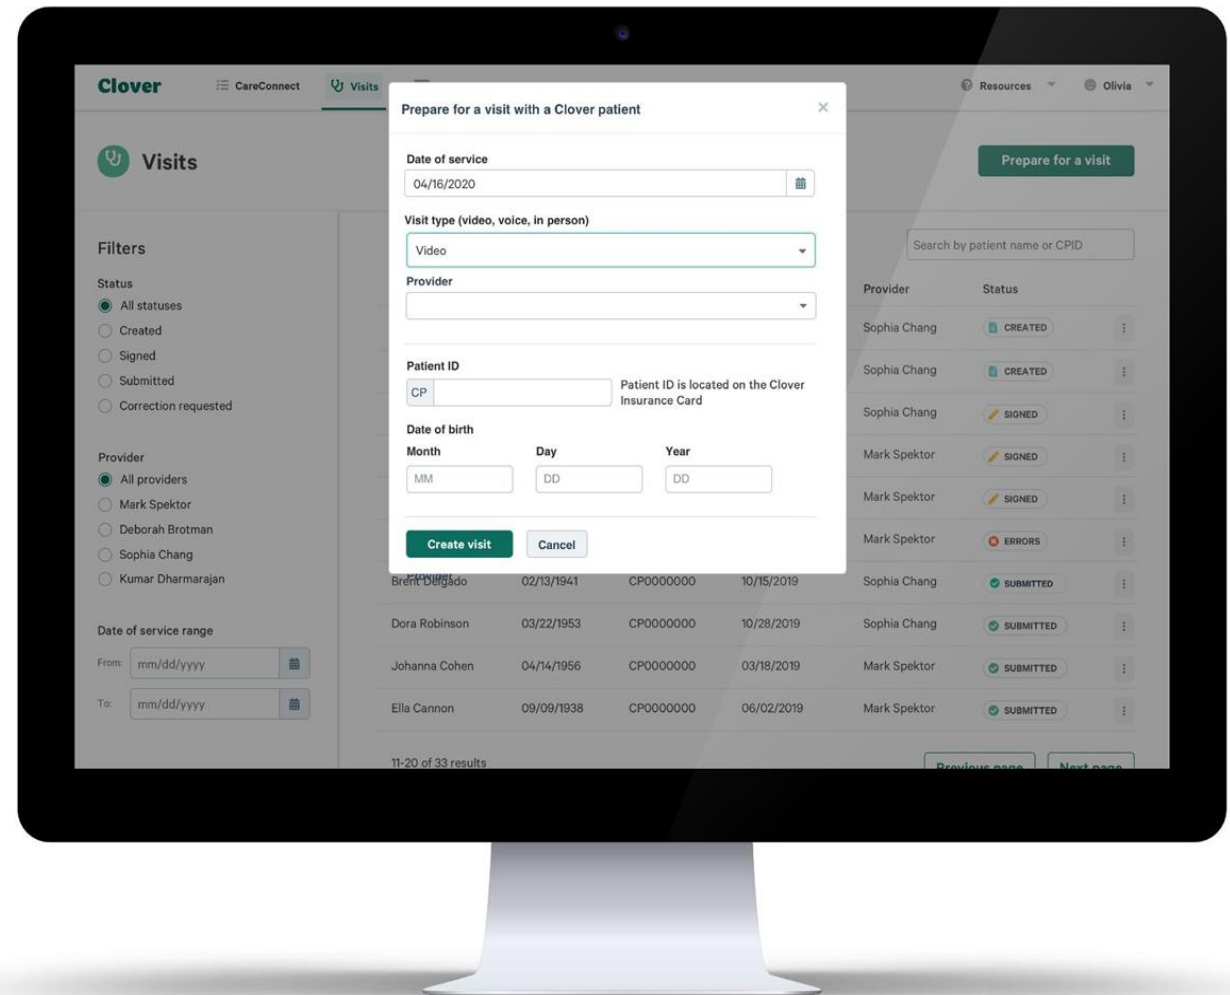 Clover
CareConnect
Visits
Resources
Olivia
Visits
Prepare for a visit
Filters
Status
All statuses
Created
Signed
Submitted
Correction requested
Provider
All providers
Mark Spektor
Deborah Brotman
Sophia Chang
Kumar Dharmarajan
Date of service range
From: mm/dd/yyyy
To: mm/dd/yyyy
Prepare for a visit with a Clover patient
Date of service
04/16/2020
Visit type (video, voice, in person)
Video
Provider
Patient ID
CP
Patient ID is located on the Clover
Insurance Card
Date of birth
Month Day Year
MM DD DD
Create visit Cancel
Search by patient name or CPID
Provider Status
Sophia Chang CREATED
Sophia Chang CREATED
Sophia Chang SIGNED
Mark Spektor SIGNED
Mark Spektor SIGNED
Mark Spektor ERRORS
Provider
Brent Delgado 02/13/1941 CP0000000 10/15/2019 Sophia Chang SUBMITTED
Dora Robinson 03/22/1953 CP0000000 10/28/2019 Sophia Chang SUBMITTED
Johanna Cohen 04/14/1956 CP0000000 03/18/2019 Mark Spektor SUBMITTED
Ella Cannon 09/09/1938 CP0000000 06/02/2019 Mark Spektor SUBMITTED
11-20 of 33 results
Previous page Next page